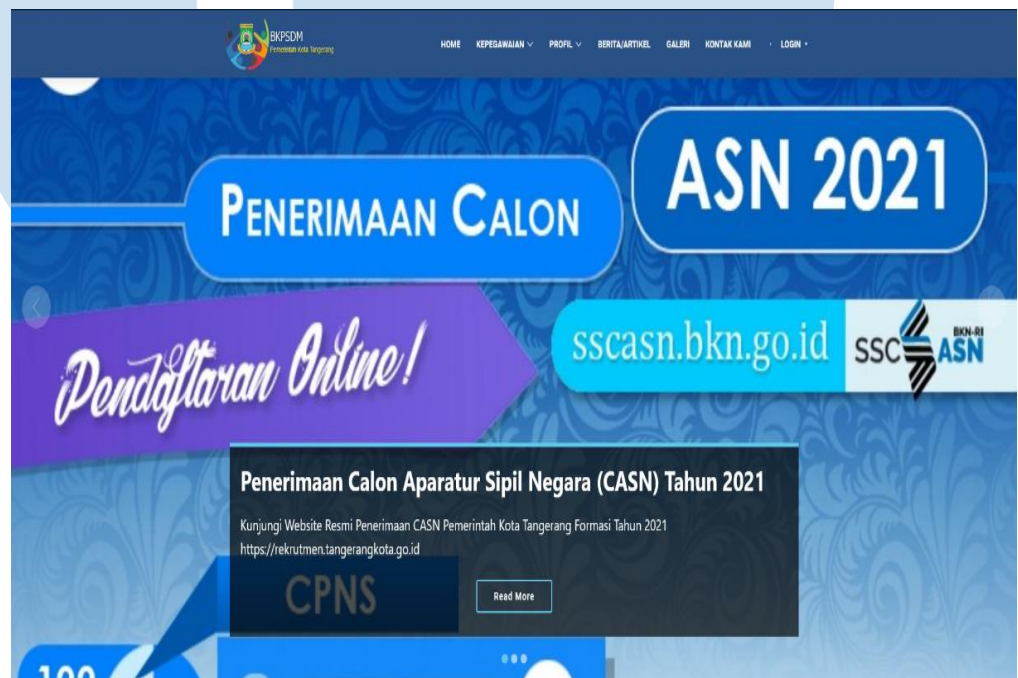 BKPSDM
Pemerintah Kota Tangerang
HOME KEPEGAWAIAN PROFIL BERITA/ARTIKEL GALERI KONTAK KAMI LOGIN
PENERIMAAN CALON
ASN 2021
Pendaftaran Online!
sscasn.bkn.go.id
SSC ASN
BKN-RI
Penerimaan Calon Aparatur Sipil Negara (CASN) Tahun 2021
Kunjungi Website Resmi Penerimaan CASN Pemerintah Kota Tangerang Formasi Tahun 2021
https://rekrutmen.tangerangkota.go.id
CPNS
Read More